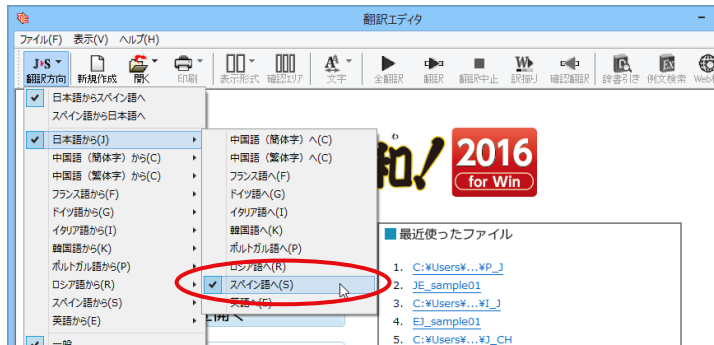 翻訳エディタ
ファイル(F) 表示(V) ヘルプ(H)
J▸S
翻訳方向 新規作成 開く 印刷 表示形式 確認エリア 文字 全翻訳 翻訳 翻訳中止 訳振り 確認翻訳 辞書引き 例文検索
日本語からスペイン語へ
スペイン語から日本語へ
日本語から(J)
中国語（簡体字）から(C)
中国語（繁体字）から(C)
フランス語から(F)
ドイツ語から(G)
イタリア語から(I)
韓国語から(K)
ポルトガル語から(P)
ロシア語から(R)
スペイン語から(S)
英語から(E)
一般
中国語（簡体字）へ(C)
中国語（繁体字）へ(C)
フランス語へ(F)
ドイツ語へ(G)
イタリア語へ(I)
韓国語へ(K)
ポルトガル語へ(P)
ロシア語へ(R)
スペイン語へ(S)
英語へ(E)
を開く
わ
和!
2016
for Win
最近使ったファイル
1. C:¥Users¥...¥P_J
2. JE_sample01
3. C:¥Users¥...¥I_J
4. EJ_sample01
5. C:¥Users¥...¥J_CH